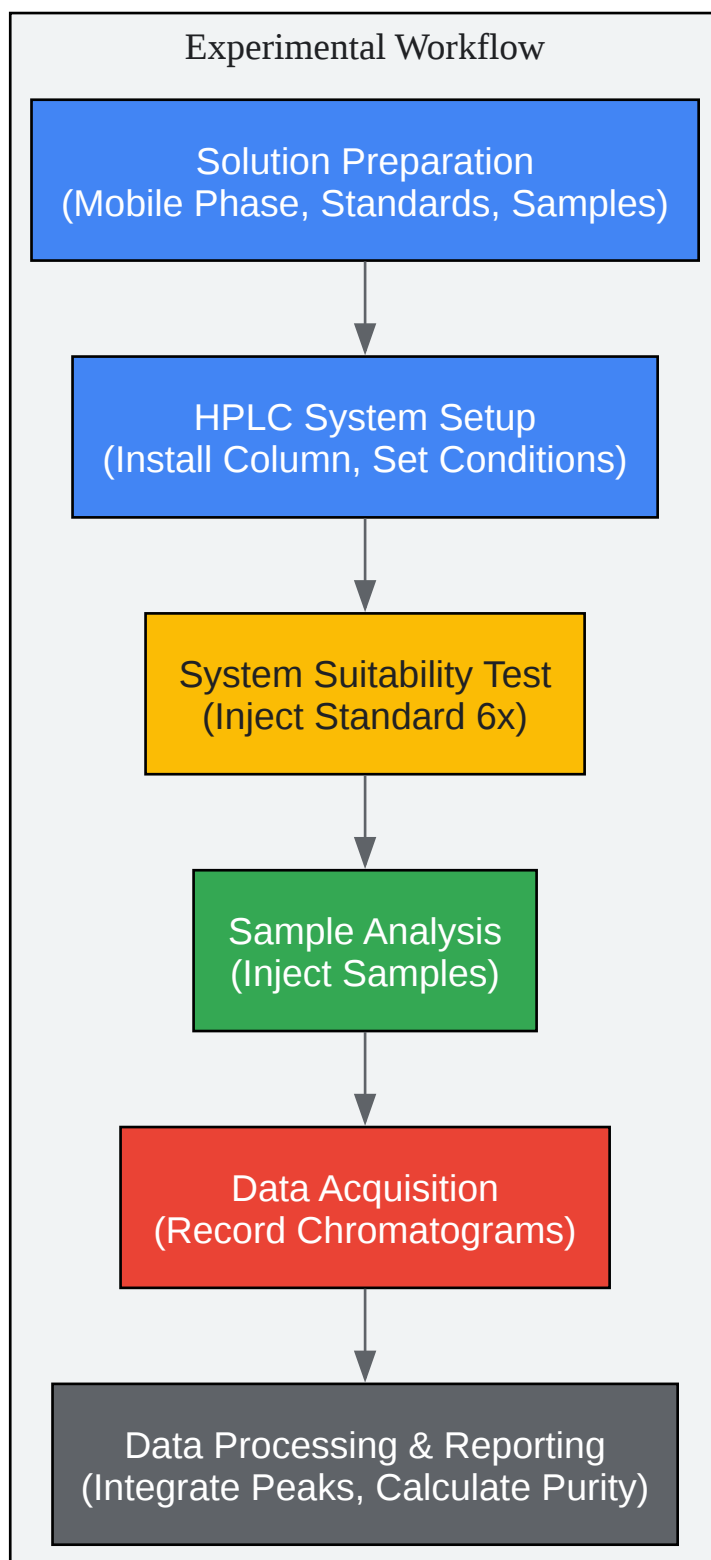 Experimental Workflow
Solution Preparation
(Mobile Phase, Standards, Samples)
HPLC System Setup
(Install Column, Set Conditions)
System Suitability Test
(Inject Standard 6x)
Sample Analysis
(Inject Samples)
Data Acquisition
(Record Chromatograms)
Data Processing & Reporting
(Integrate Peaks, Calculate Purity)